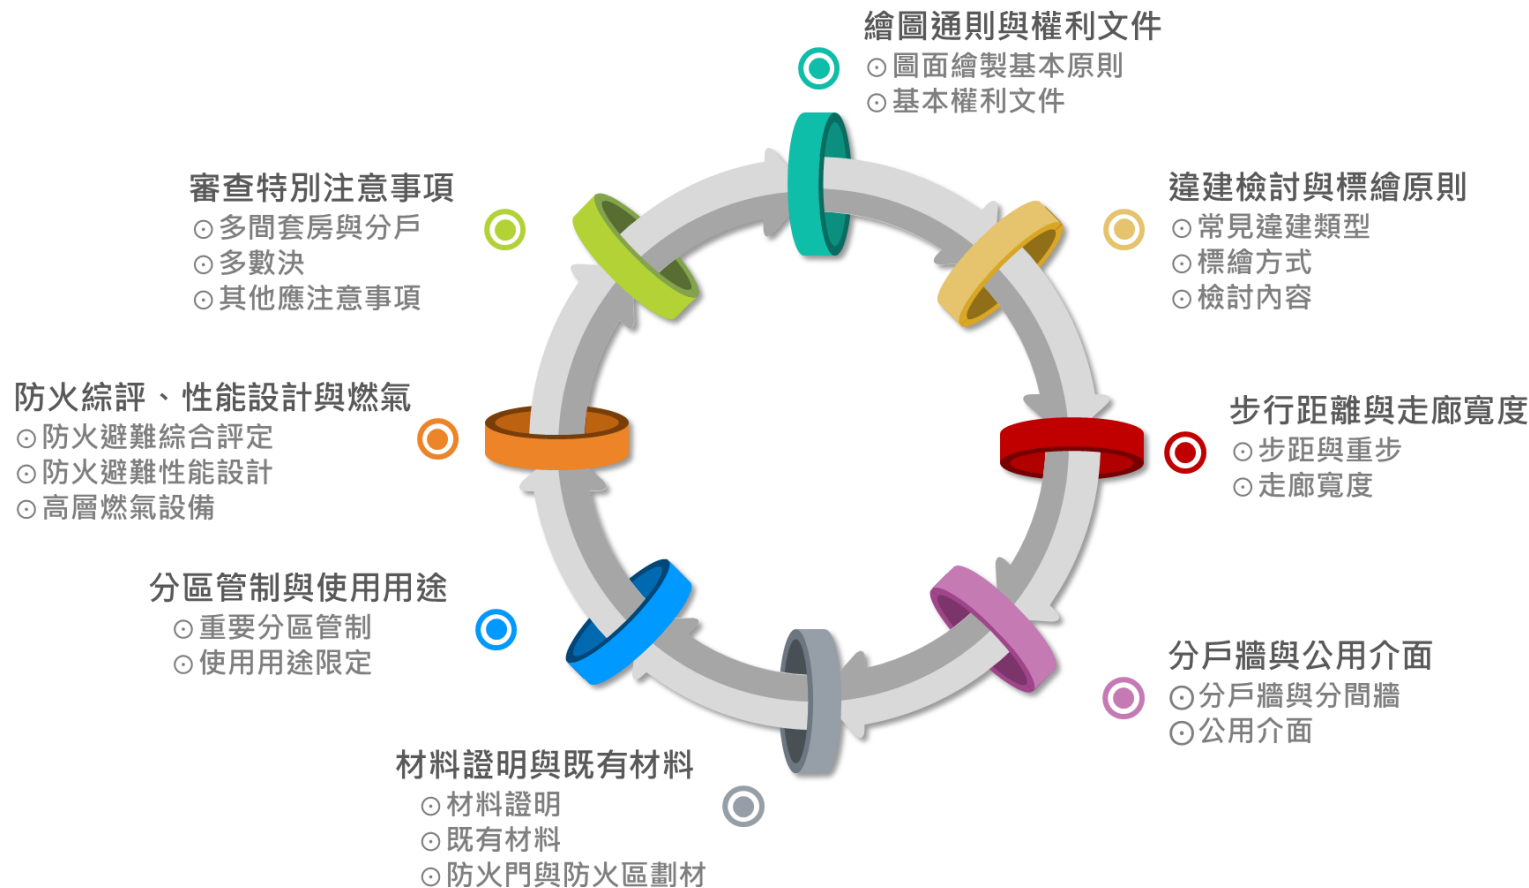 繪圖通則與權利文件
⊙圖面繪製基本原則
⊙基本權利文件
違建檢討與標繪原則
⊙常見違建類型
⊙標繪方式
⊙檢討內容
步行距離與走廊寬度
⊙步距與重步
⊙走廊寬度
分戶牆與公用介面
⊙分戶牆與分間牆
⊙公用介面
材料證明與既有材料
⊙材料證明
⊙既有材料
⊙防火門與防火區劃材
分區管制與使用用途
⊙重要分區管制
⊙使用用途限定
防火綜評、性能設計與燃氣
⊙防火避難綜合評定
⊙防火避難性能設計
⊙高層燃氣設備
審查特別注意事項
⊙多間套房與分戶
⊙多數決
⊙其他應注意事項